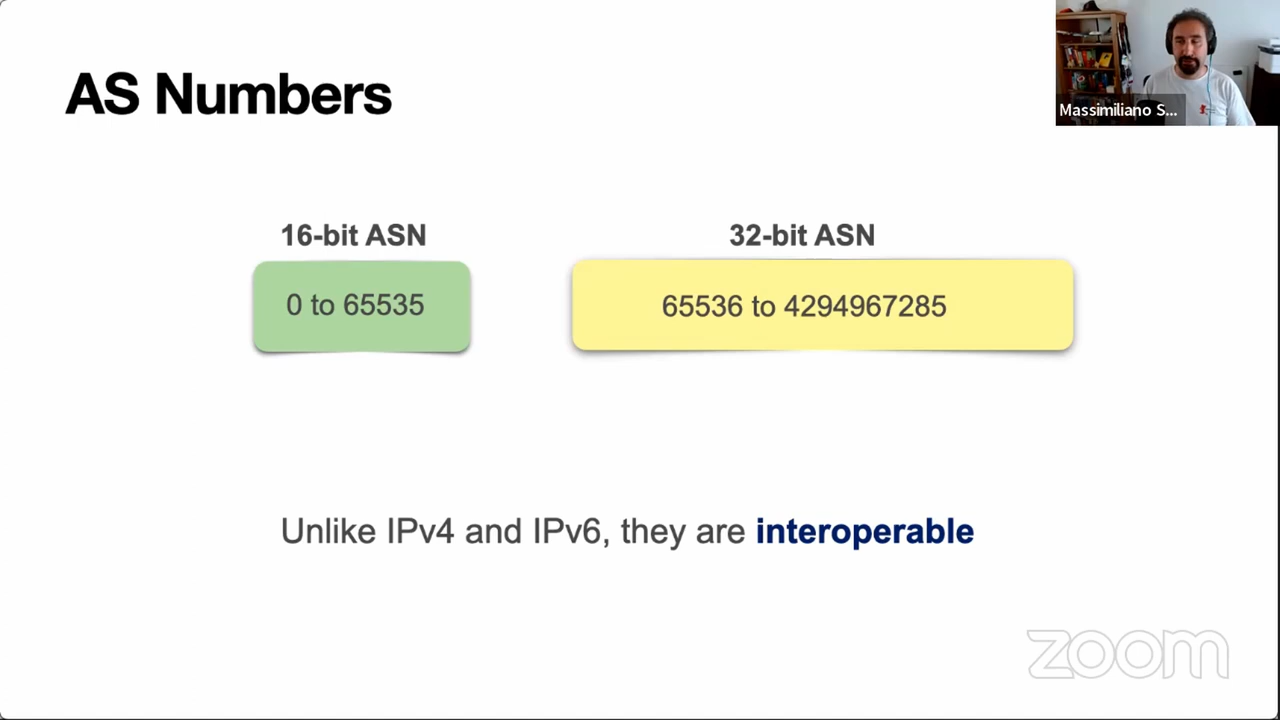 AS Numbers
Massimiliano S...
16-bit ASN
32-bit ASN
0 to 65535
65536 to 4294967285
Unlike IPv4 and IPv6, they are interoperable
zoom